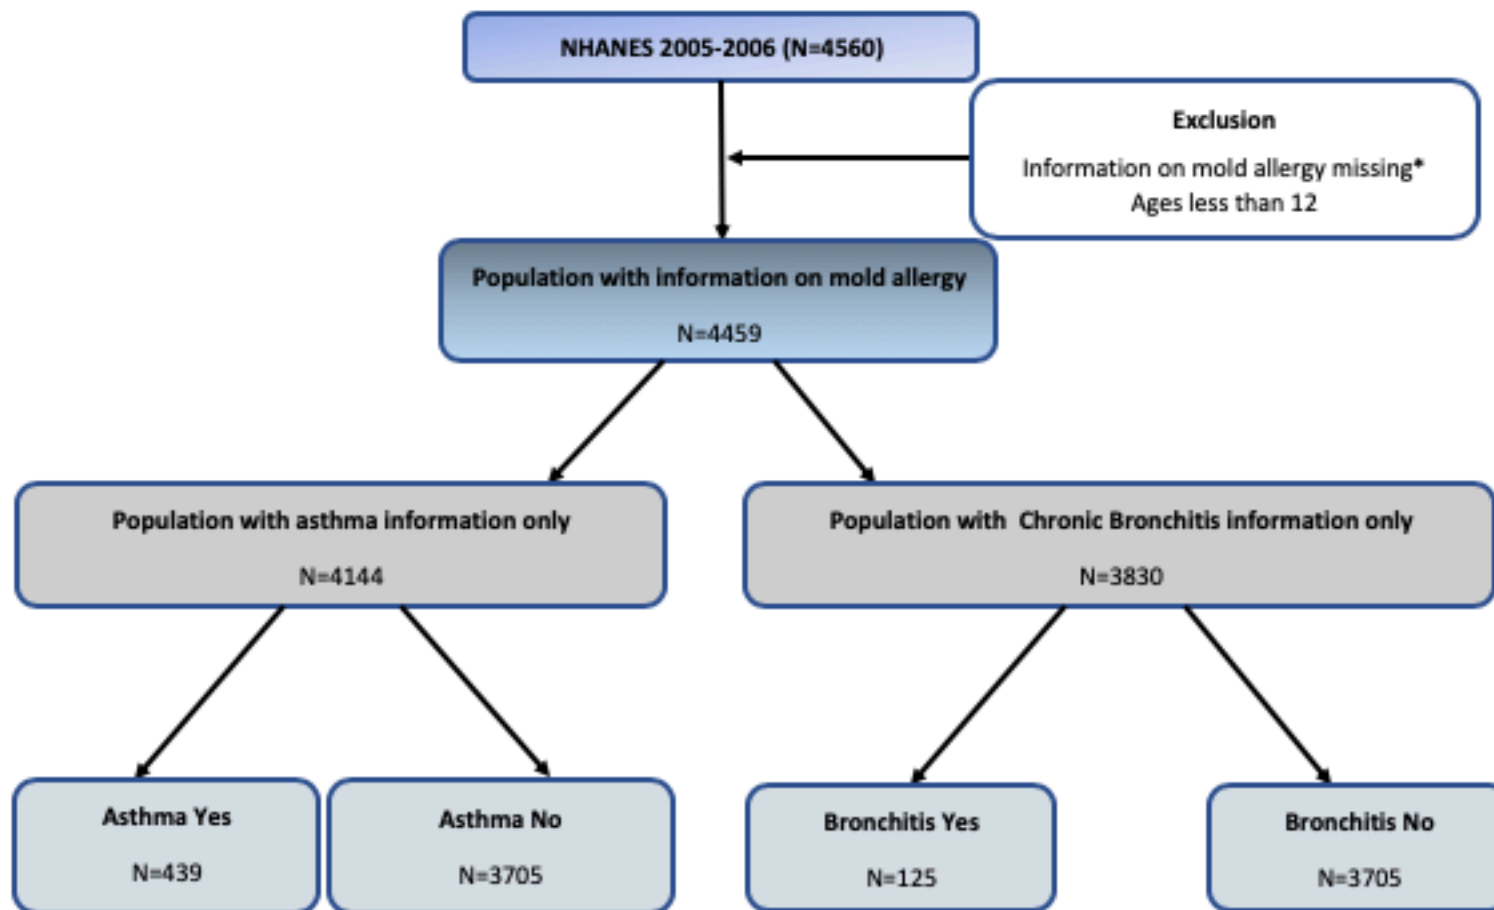 NHANES 2005-2006 (N=4560)
Exclusion
Information on mold allergy missing*
Ages less than 12
Population with information on mold allergy
N=4459
Population with asthma information only
N=4144
Population with  Chronic Bronchitis information only
N=3830
Asthma Yes
N=439
Asthma No
N=3705
Bronchitis Yes
N=125
Bronchitis No
N=3705